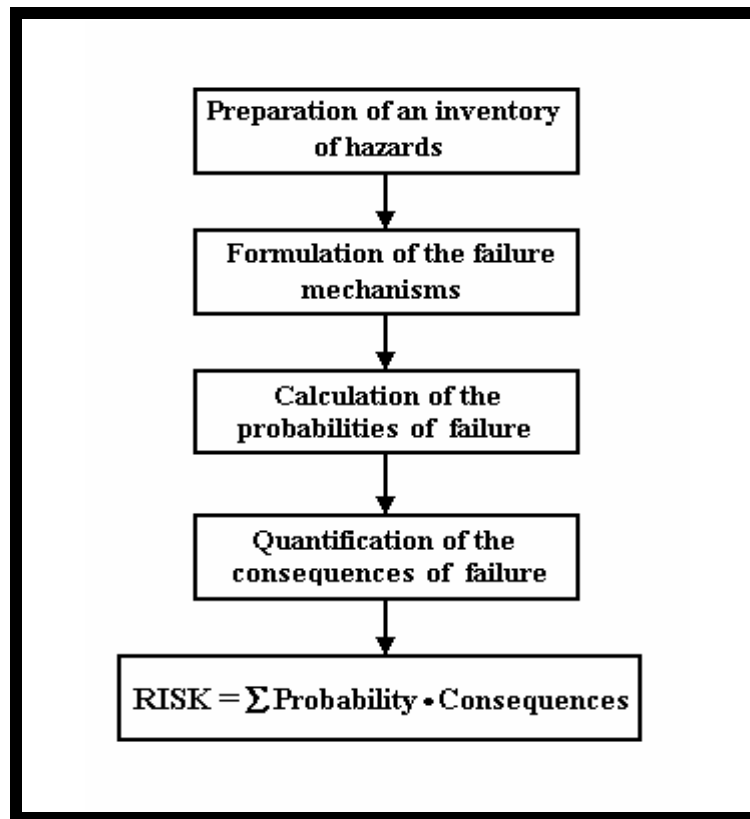 Preparation of an inventory
of hazards
Formulation of the failure
mechanisms
Calculation of the
probabilities of failure
Quantification of the
consequences of failure
RISK = Σ Probability • Consequences